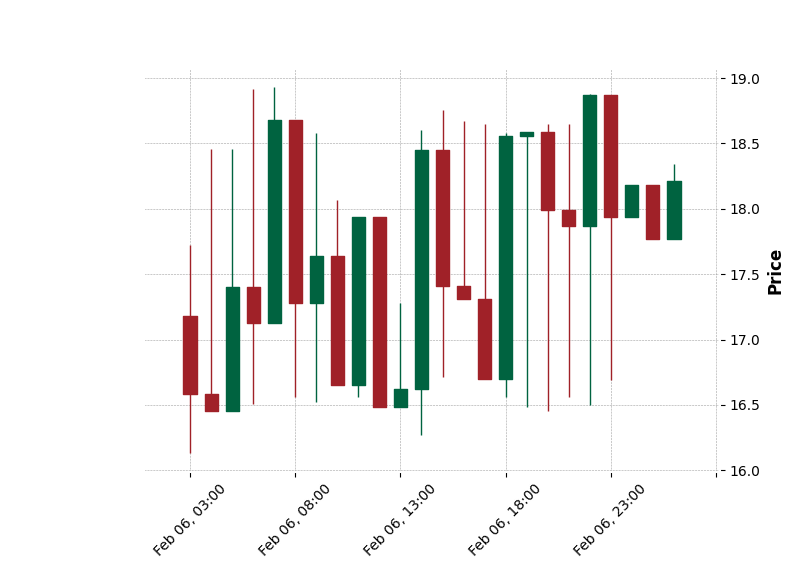 19.0
18.5
18.0
17.5
17.0
16.5
16.0
Price
Feb 06, 03:00
Feb 06, 08:00
Feb 06, 13:00
Feb 06, 18:00
Feb 06, 23:00